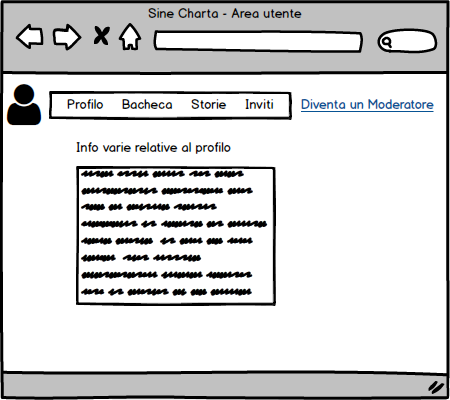 Sine Charta - Area utente
Profilo Bacheca Storie Inviti Diventa un Moderatore
Info varie relative al profilo